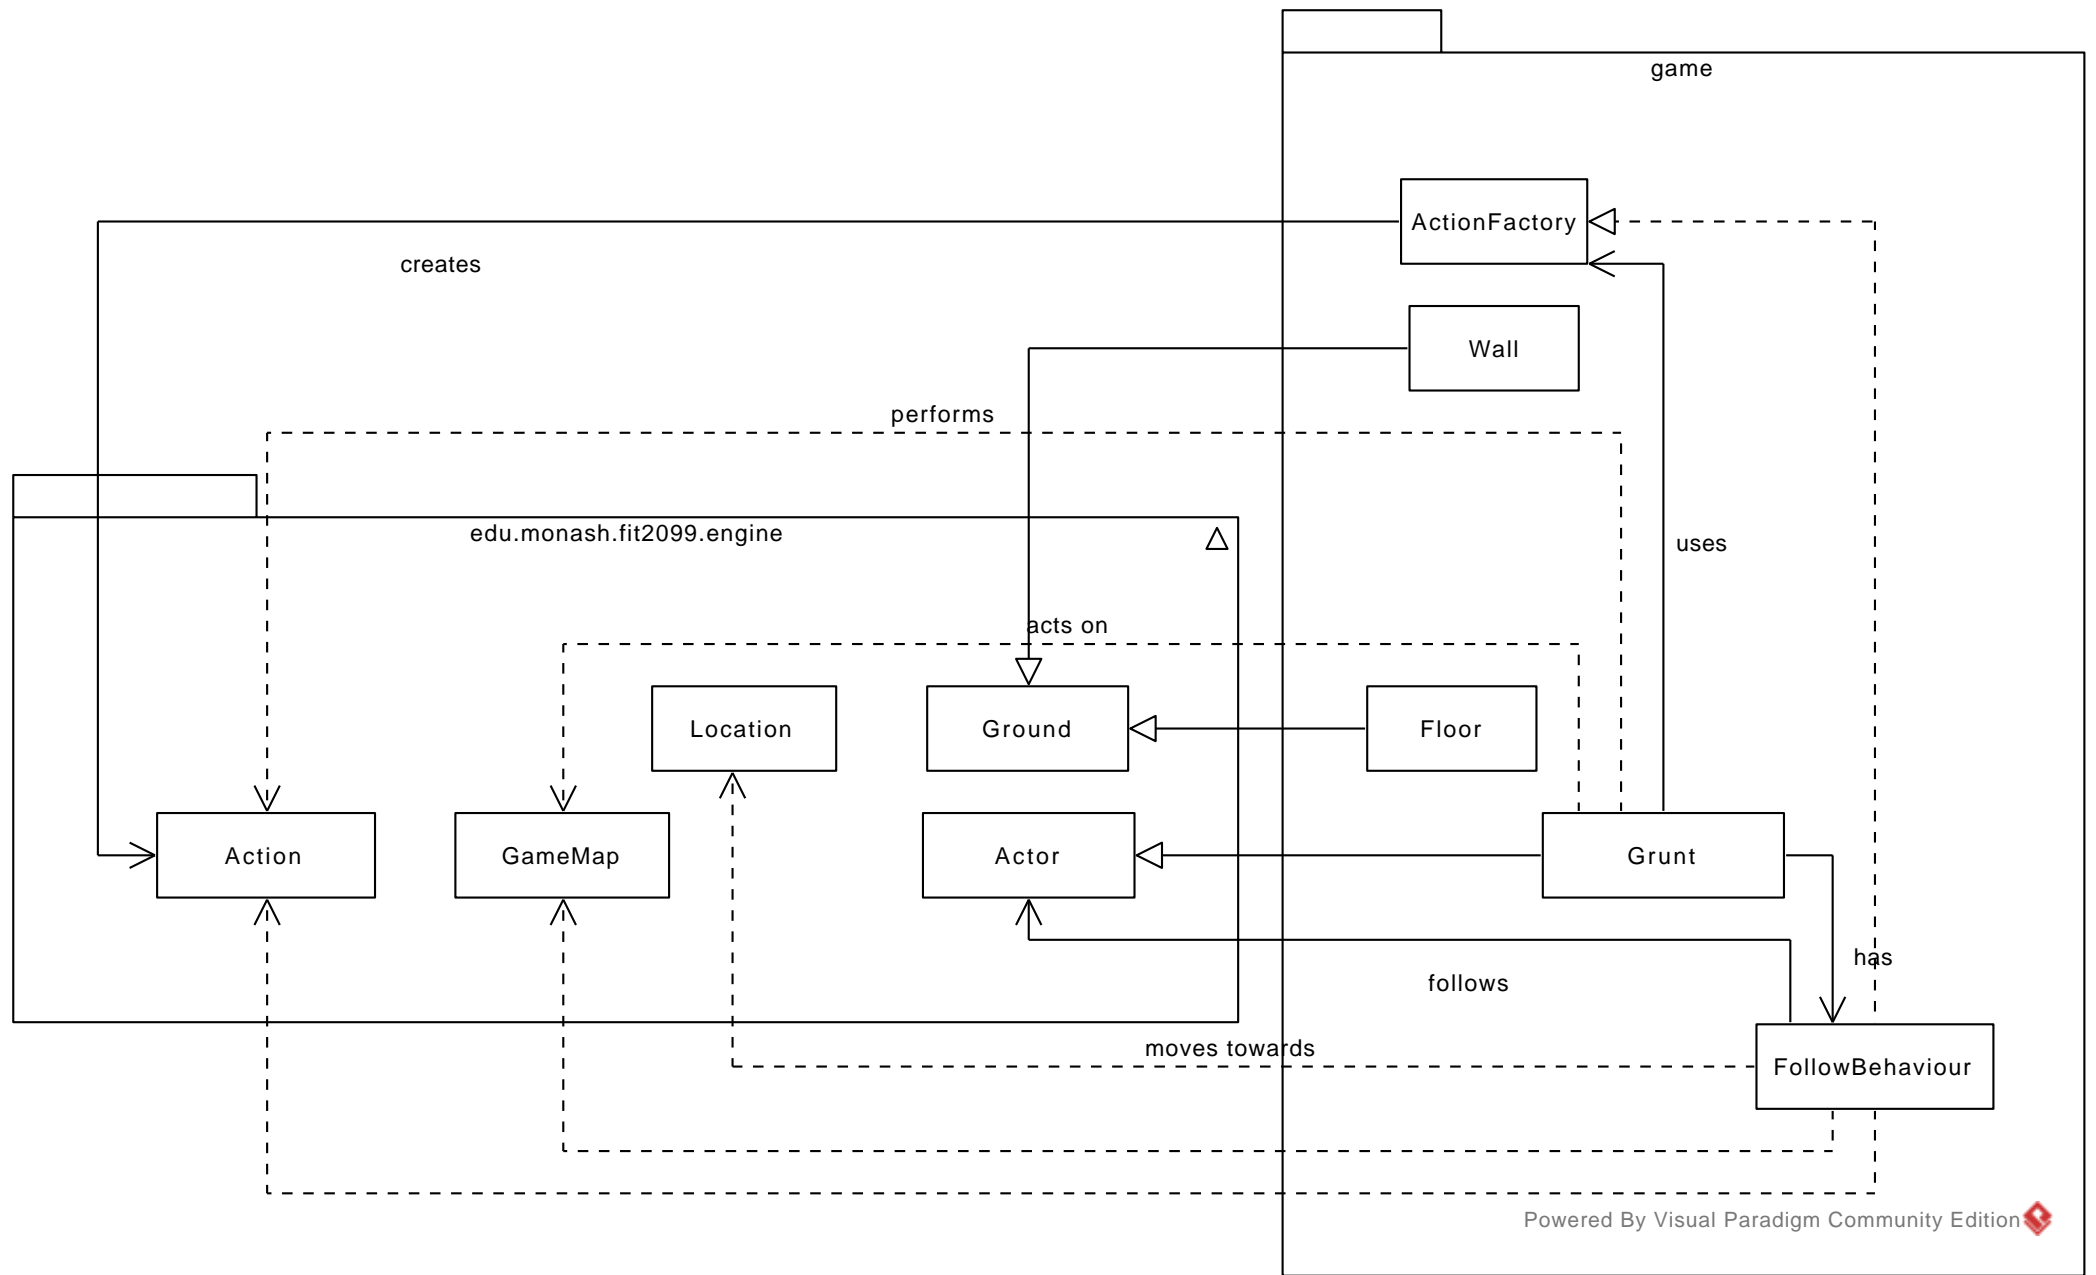 game
ActionFactory
creates
Wall
performs
edu.monash.fit2099.engine
uses
acts on
Location
Ground
Floor
Action
GameMap
Actor
Grunt
has
follows
moves towards
FollowBehaviour
Powered By Visual Paradigm Community Edition